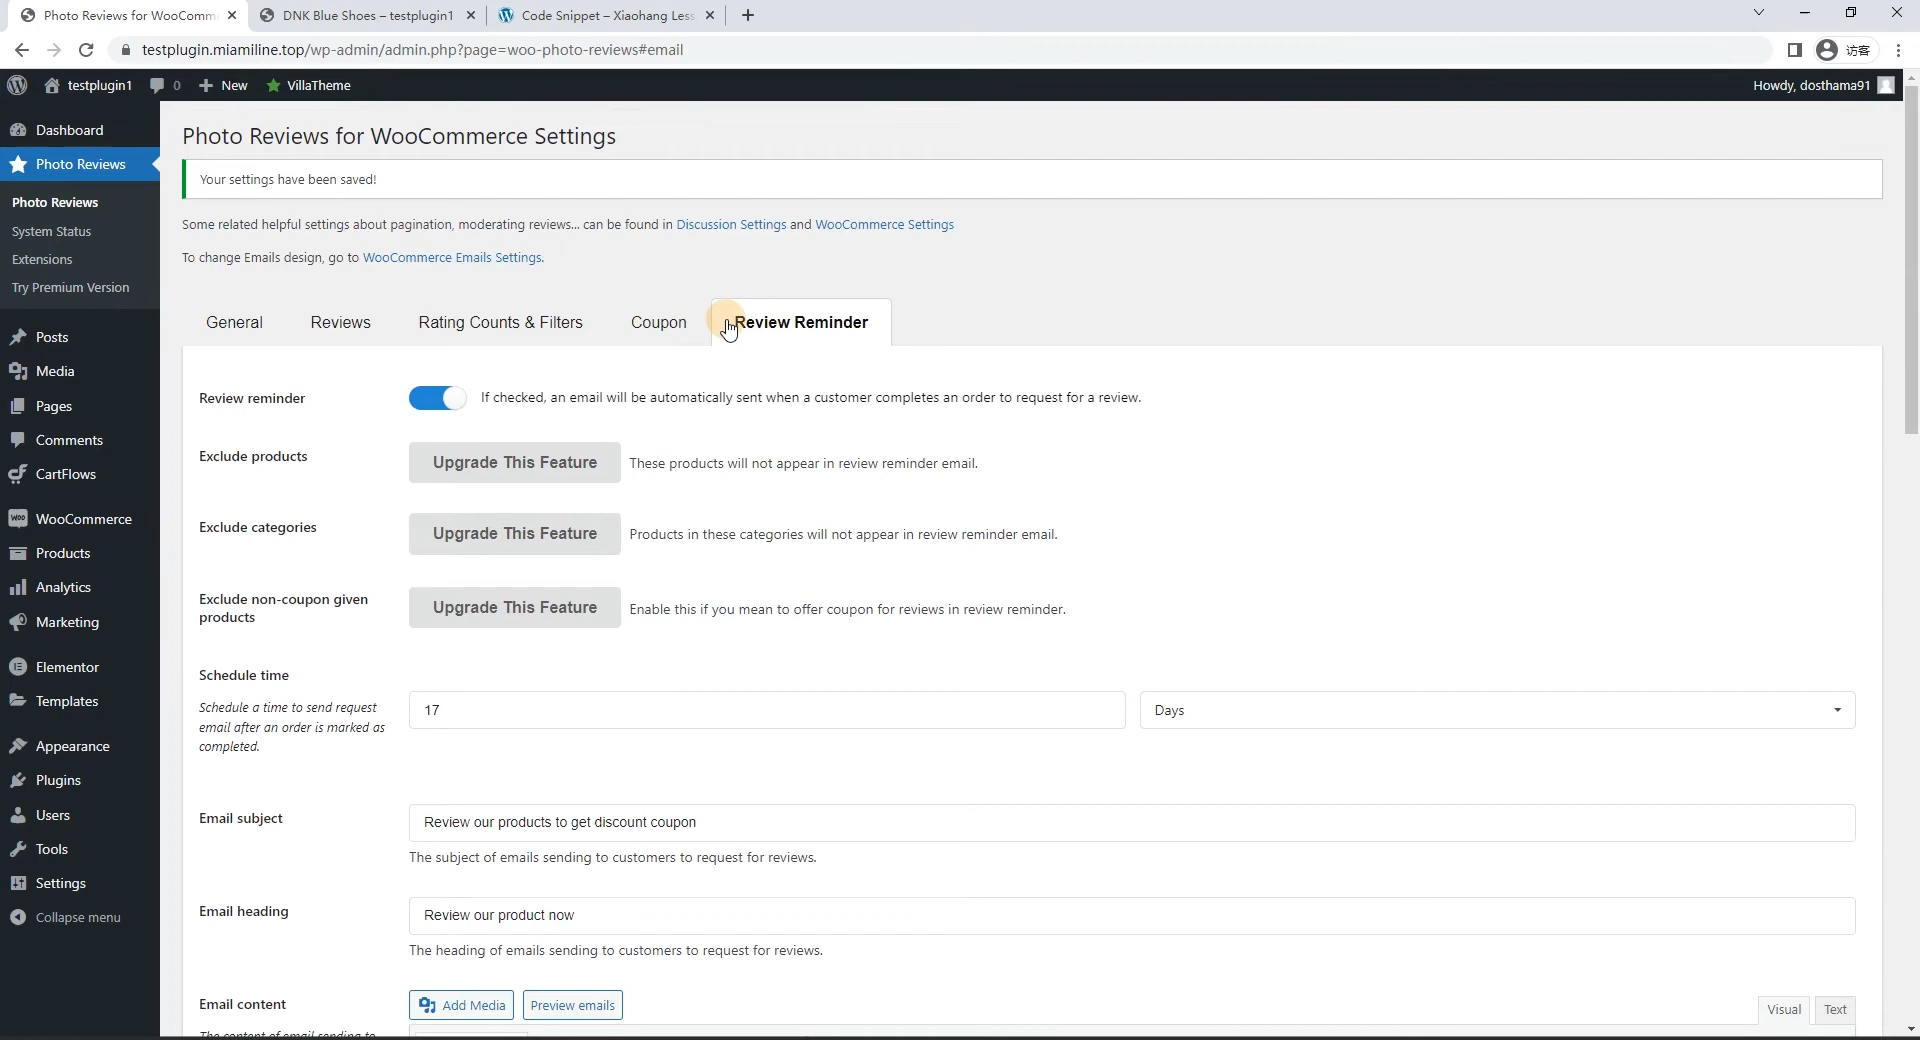 Photo Reviews for WooComm
DNK Blue Shoes – testplugin1
Code Snippet – Xiaohang Less
testplugin.miamiline.top/wp-admin/admin.php?page=woo-photo-reviews#email
访客
testplugin1
0
New
VillaTheme
Howdy, dosthama91
Dashboard
Photo Reviews
Photo Reviews
System Status
Extensions
Try Premium Version
Posts
Media
Pages
Comments
CartFlows
WooCommerce
Products
Analytics
Marketing
Elementor
Templates
Appearance
Plugins
Users
Tools
Settings
Collapse menu
Photo Reviews for WooCommerce Settings
Your settings have been saved!
Some related helpful settings about pagination, moderating reviews... can be found in Discussion Settings and WooCommerce Settings
To change Emails design, go to WooCommerce Emails Settings.
General
Reviews
Rating Counts & Filters
Coupon
Review Reminder
Review reminder
If checked, an email will be automatically sent when a customer completes an order to request for a review.
Exclude products
Upgrade This Feature
These products will not appear in review reminder email.
Exclude categories
Upgrade This Feature
Products in these categories will not appear in review reminder email.
Exclude non-coupon given
products
Upgrade This Feature
Enable this if you mean to offer coupon for reviews in review reminder.
Schedule time
Schedule a time to send request
email after an order is marked as
completed.
17
Days
Email subject
Review our products to get discount coupon
The subject of emails sending to customers to request for reviews.
Email heading
Review our product now
The heading of emails sending to customers to request for reviews.
Email content
Add Media
Preview emails
Visual
Text
The content of email sending to